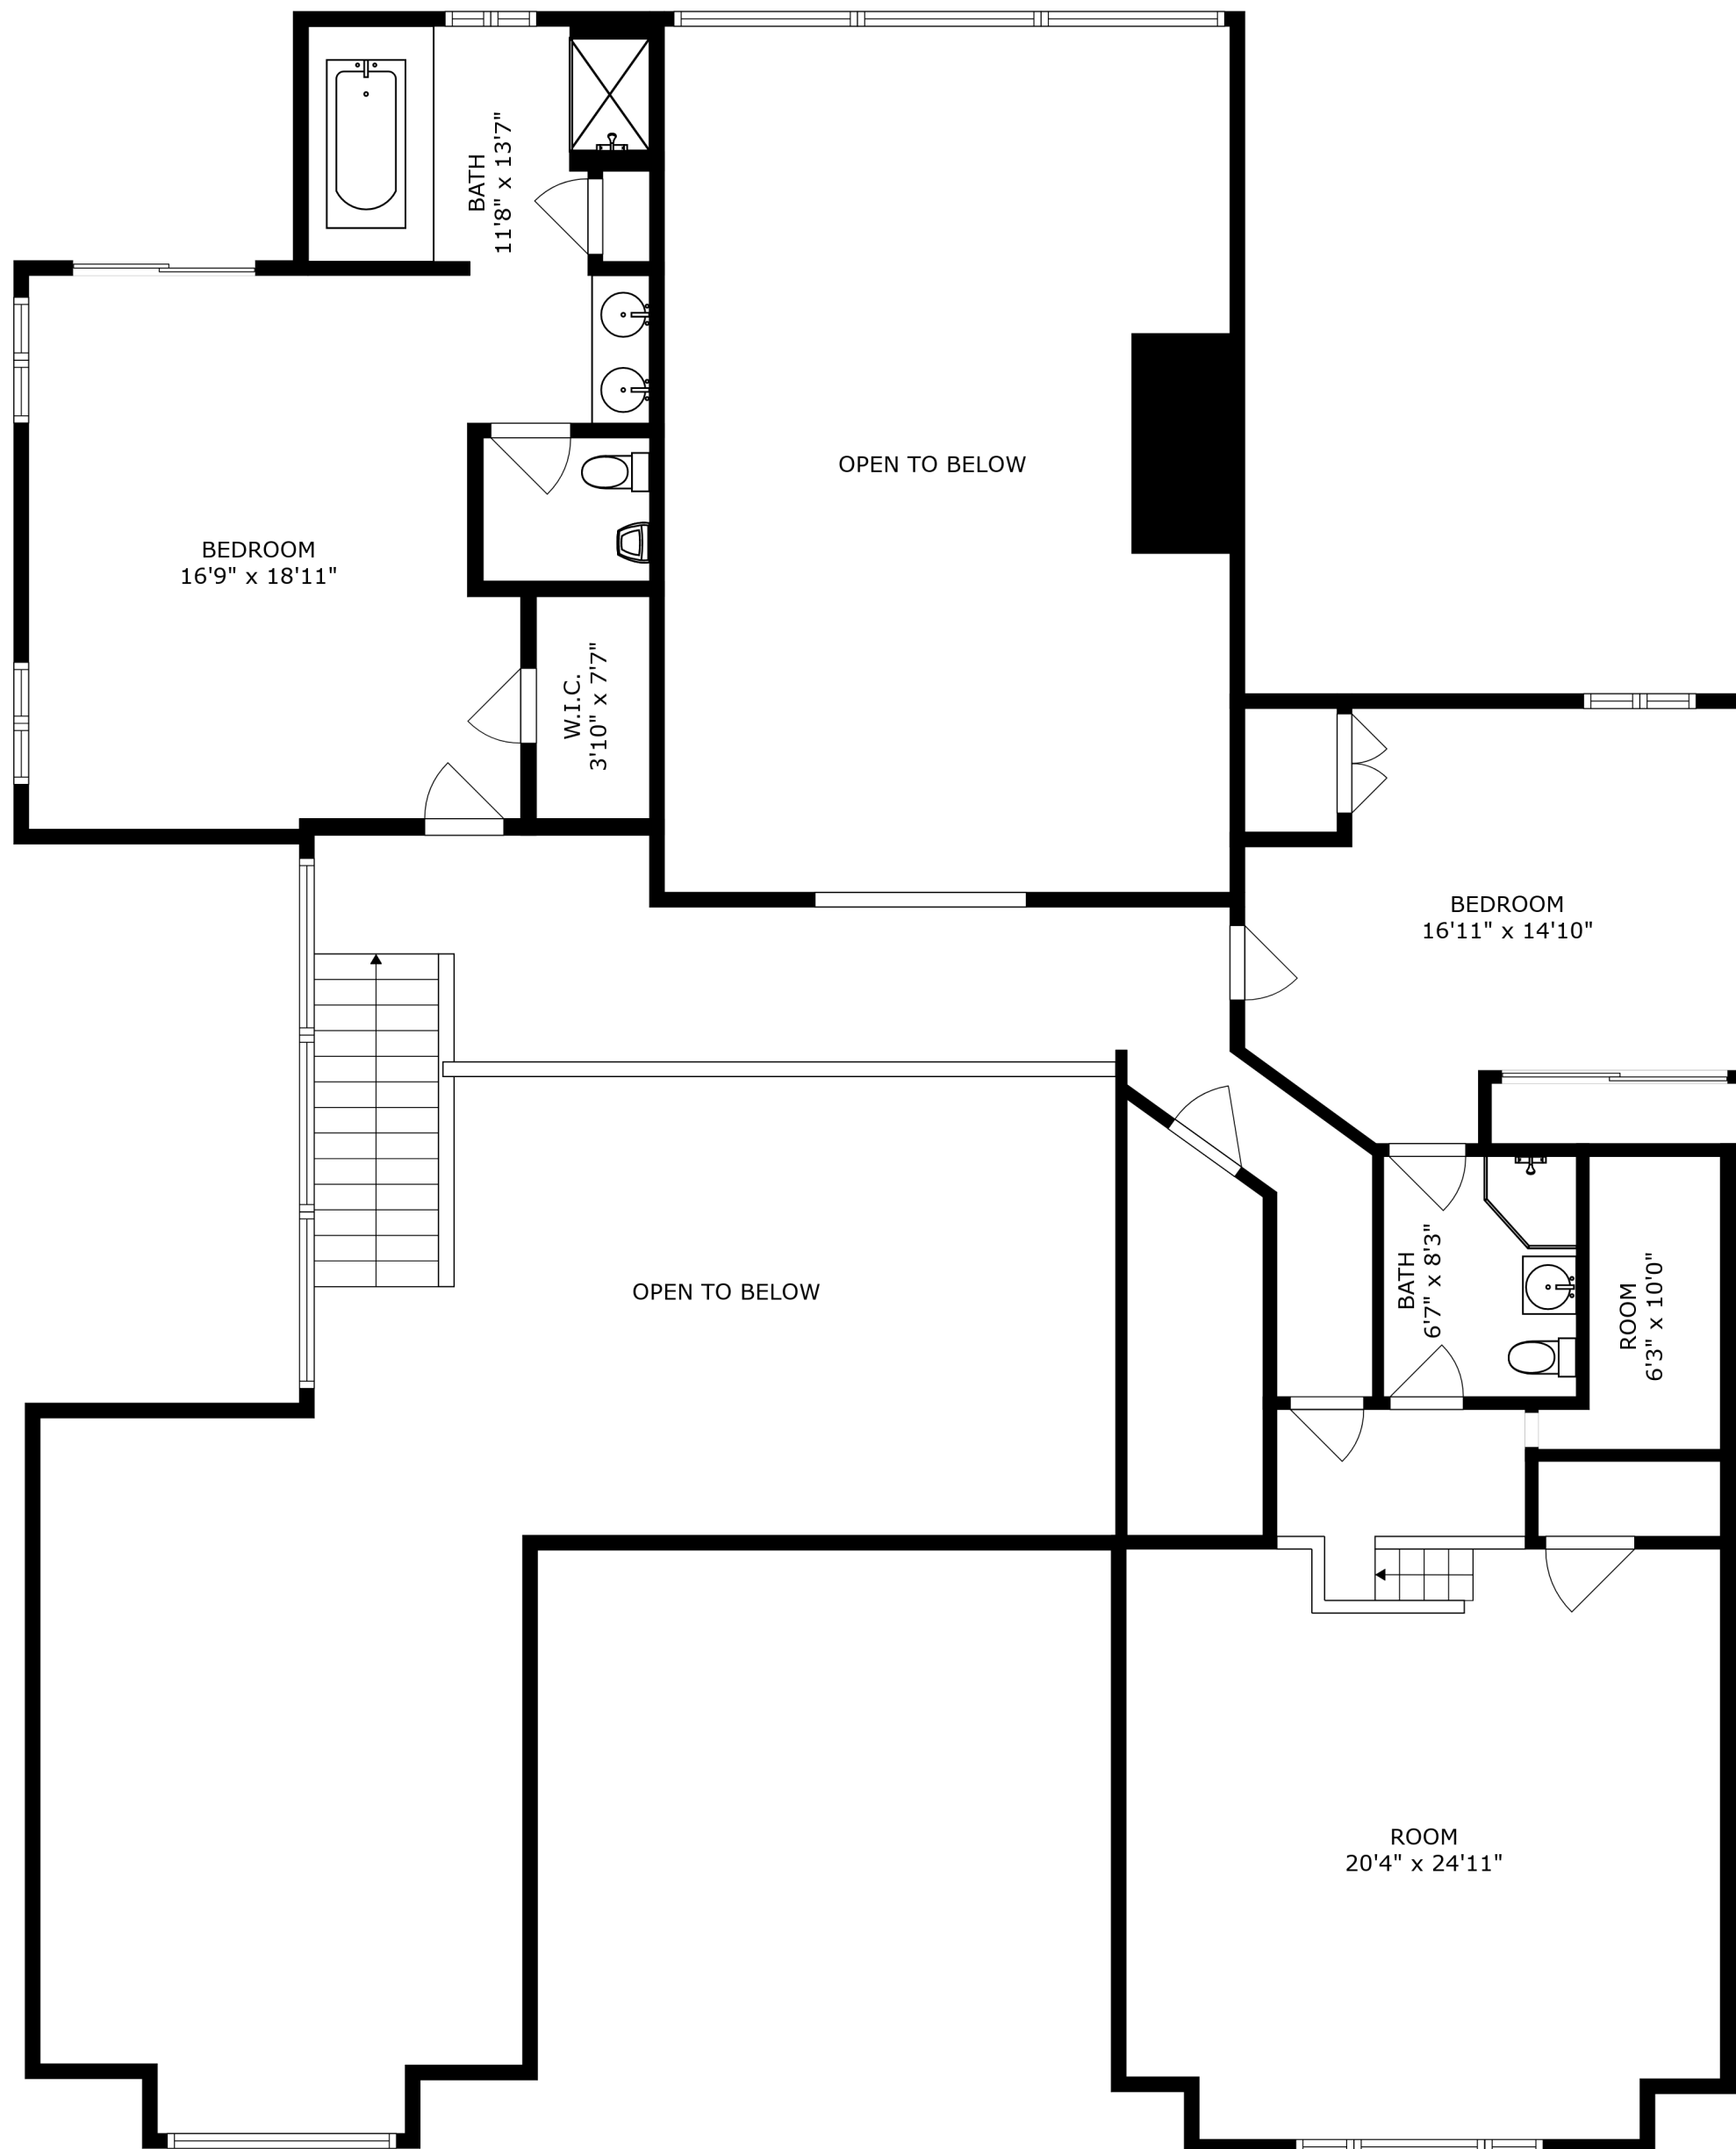 BATH
11'8" x 13'7"
OPEN TO BELOW
BEDROOM
16'9" x 18'11"
W.I.C.
3'10" x 7'7"
BEDROOM
16'11" x 14'10"
BATH
6'7" x 8'3"
ROOM
6'3" x 10'0"
OPEN TO BELOW
ROOM
20'4" x 24'11"